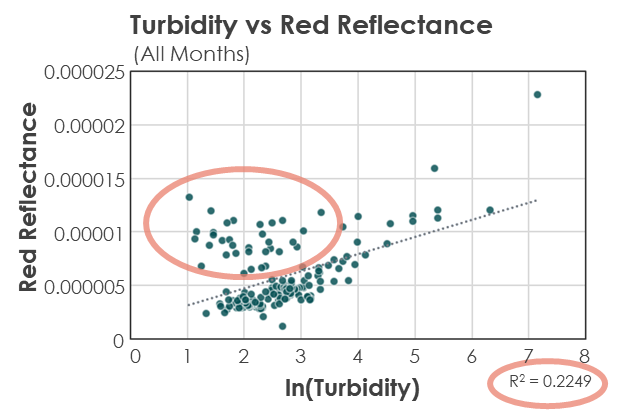 Turbidity vs Red Reflectance
(All Months)
Red Reflectance
0.000025
0.00002
0.000015
0.00001
0.000005
0
0 1 2 3 4 5 6 7 8
ln(Turbidity)
R² = 0.2249